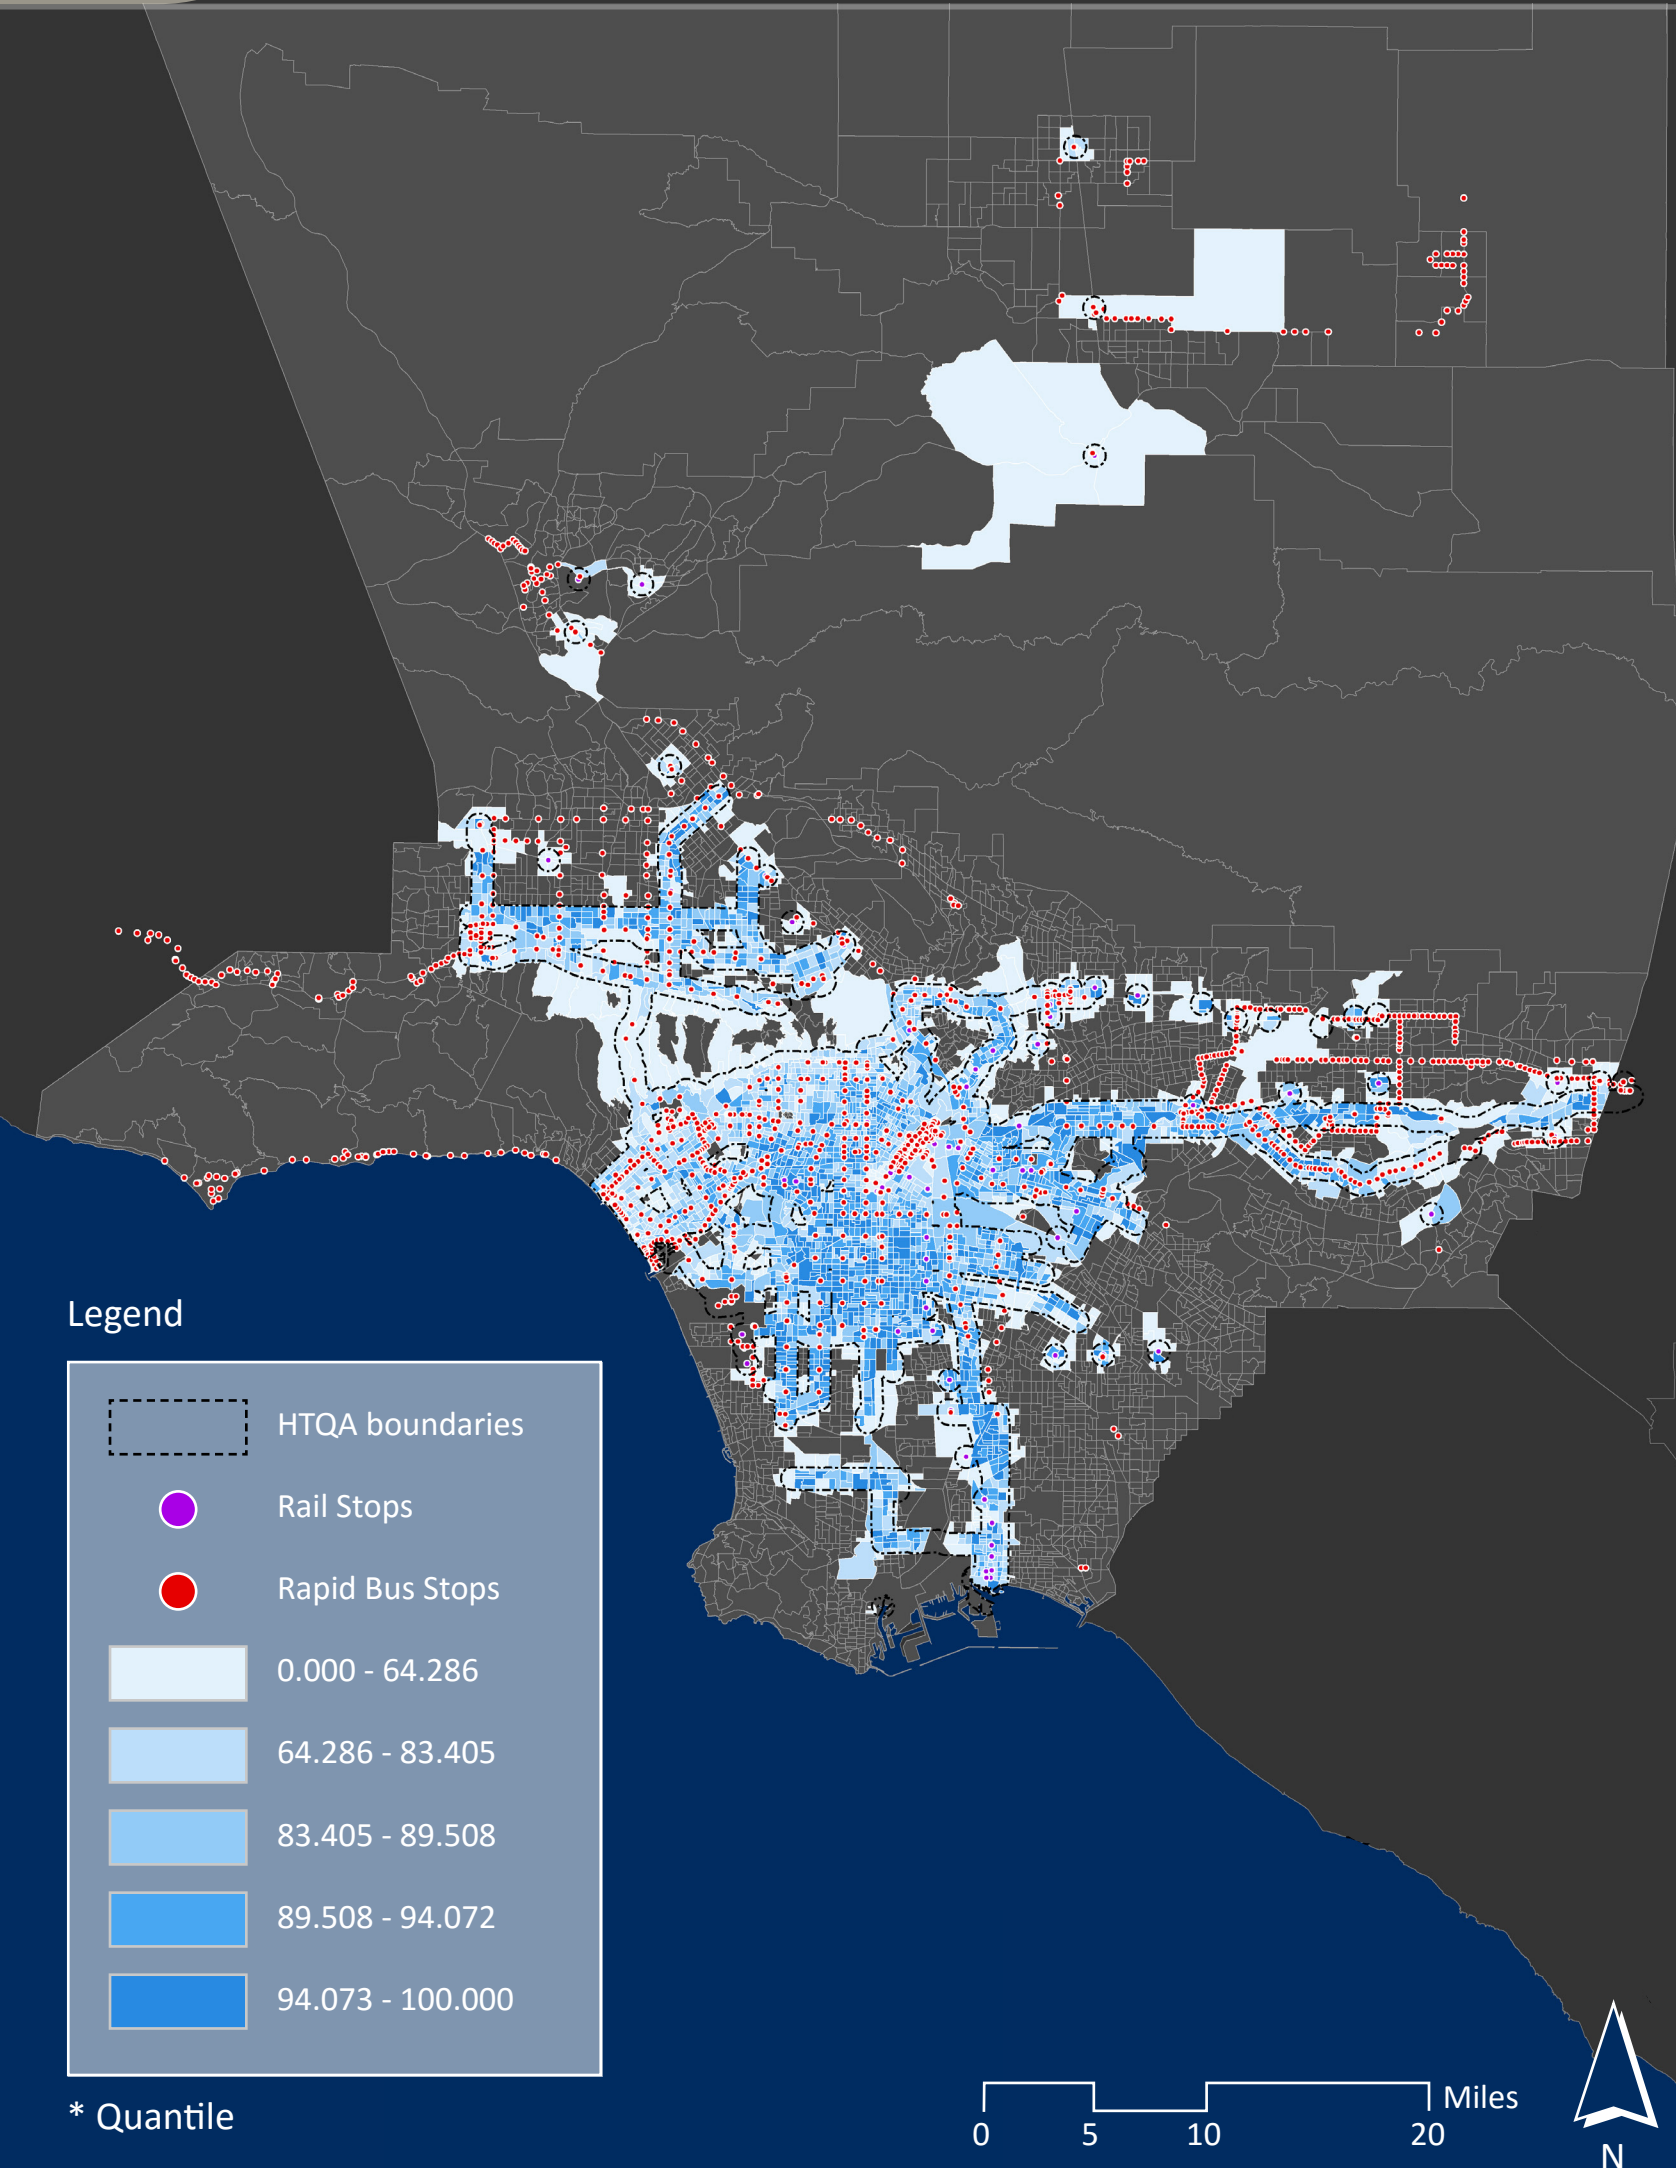 Legend
HTQA boundaries
Rail Stops
Rapid Bus Stops
0.000 - 64.286
64.286 - 83.405
83.405 - 89.508
89.508 - 94.072
94.073 - 100.000
* Quantile
Miles
0 5 10 20
N